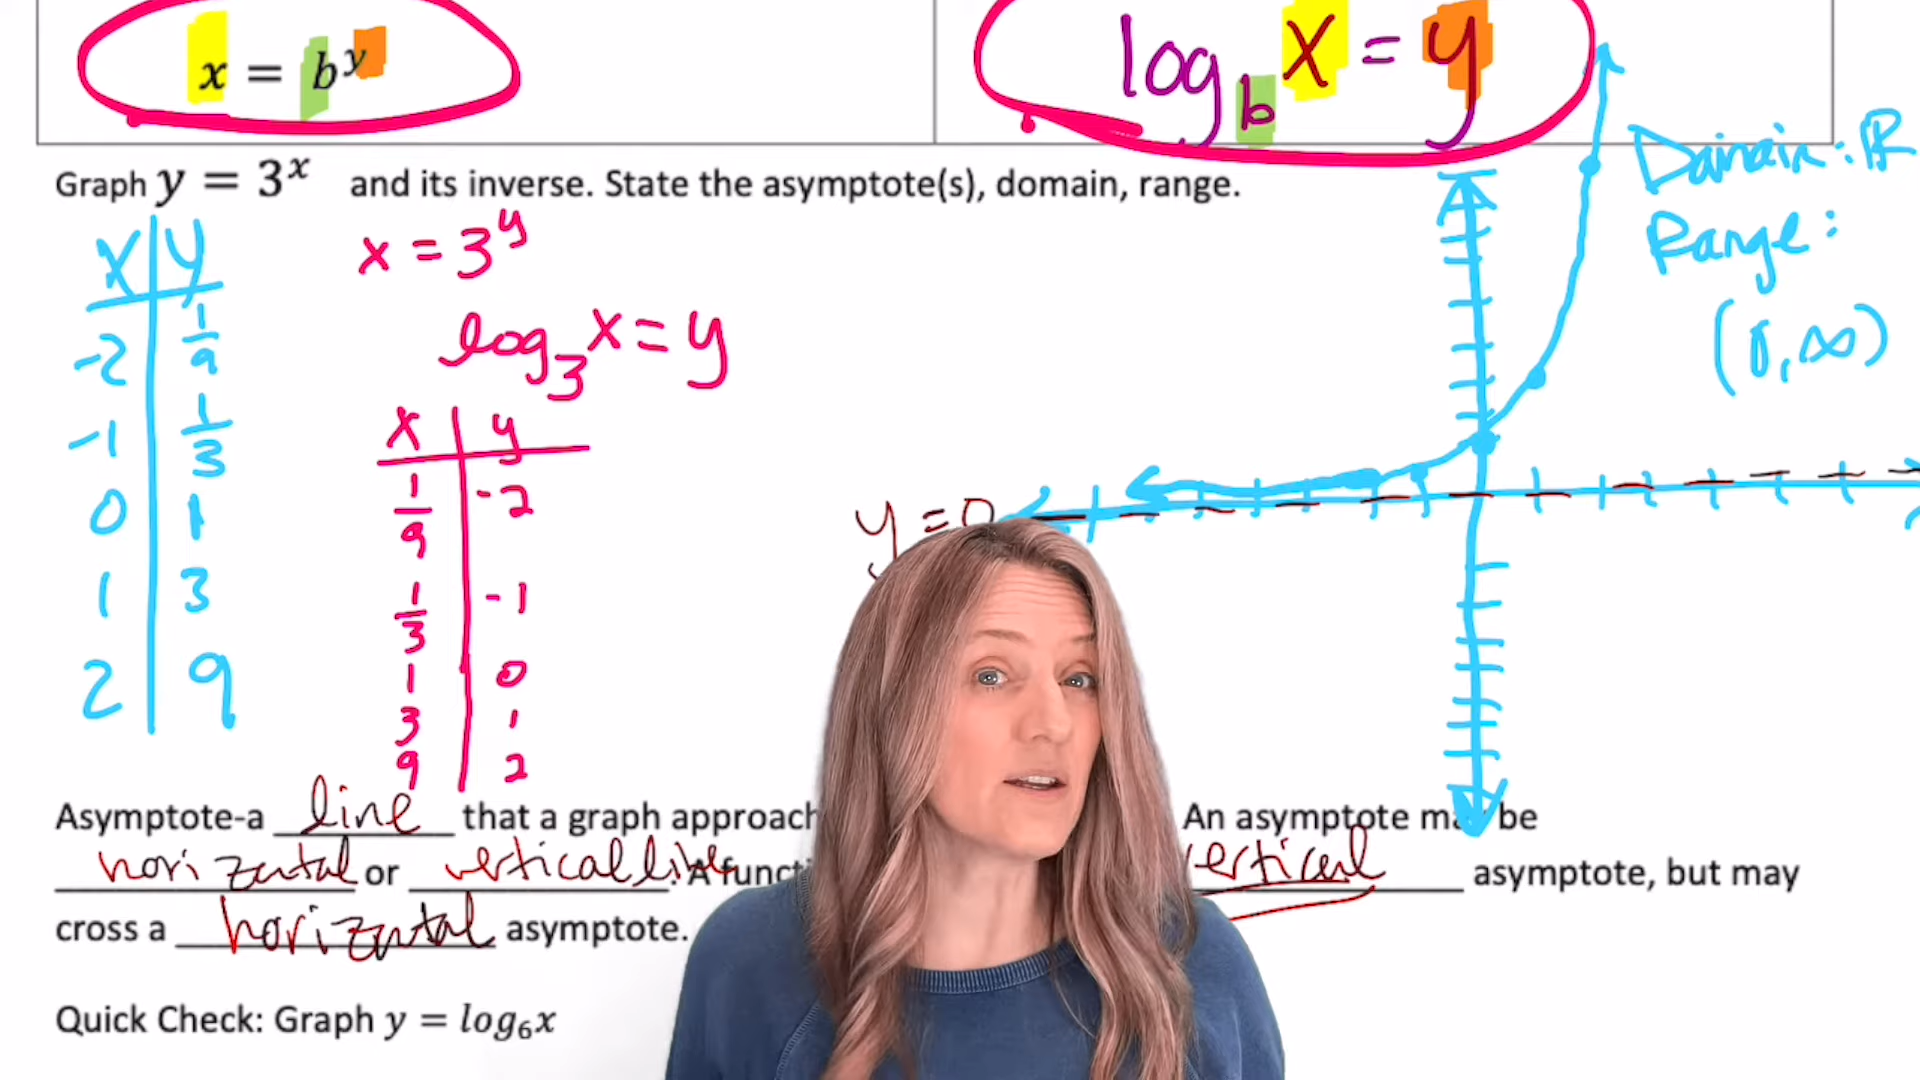 x = b^y
log_b x = y
Graph y = 3^x and its inverse. State the asymptote(s), domain, range.
Domain: ℝ
Range:
(0, ∞)
x y
-2 1/9
-1 1/3
0 1
1 3
2 9
x = 3^y
log_3 x = y
x y
1/9 -2
1/3 -1
1 0
3 1
9 2
y = 0
Asymptote-a line that a graph approach An asymptote may be
horizontal or vertical line. A functi vertical asymptote, but may
cross a horizontal asymptote.
Quick Check: Graph y = log₆x